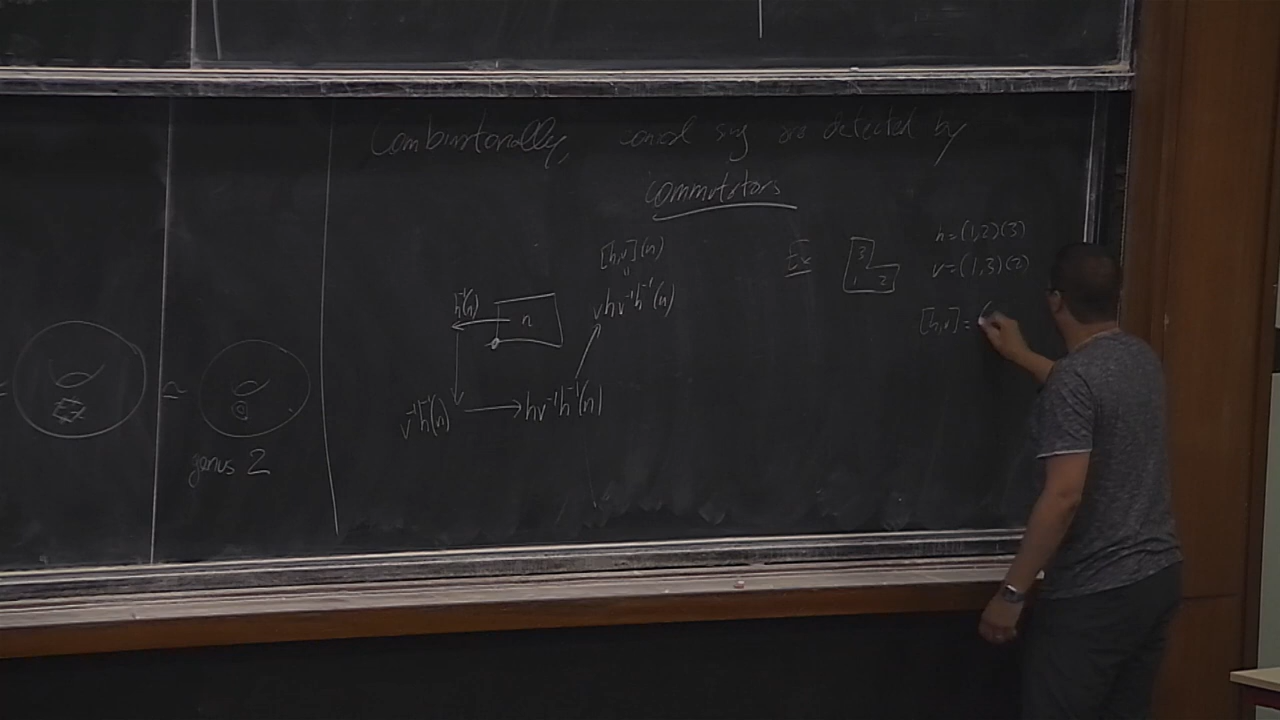 Combinatorially, conical sing are detected by
commutators
[h,v](n)
"
vhv⁻¹h⁻¹(n)
h⁻¹(n)
n
v⁻¹h⁻¹(n)
hv⁻¹h⁻¹(n)
Ex
3
1 2
h=(1,2)(3)
v=(1,3)(2)
[h,v]=(
≃
genus 2